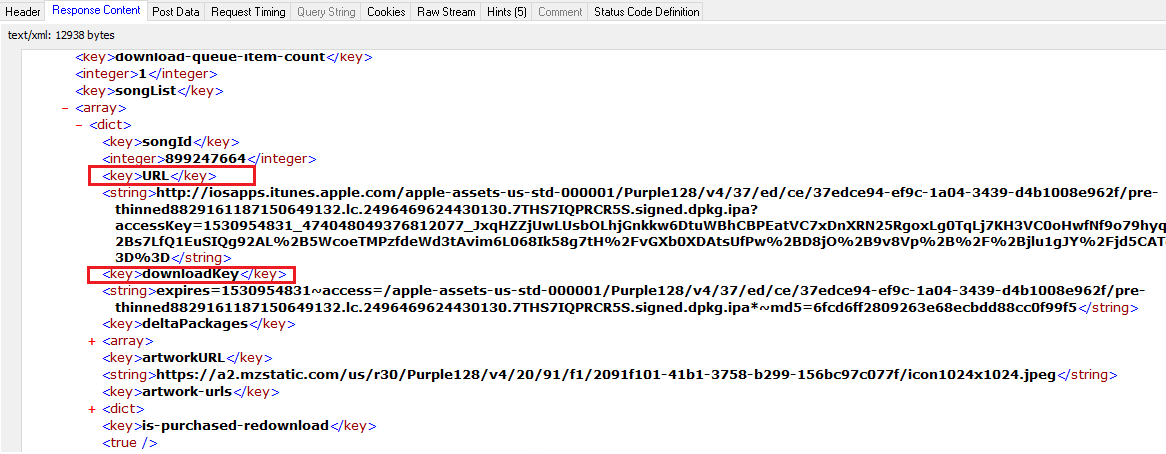 Header Response Content Post Data Request Timing Query String Cookies Raw Stream Hints (5) Comment Status Code Definition
text/xml: 12938 bytes
<key>download-queue-item-count</key>
<integer>1</integer>
<key>songList</key>
- <array>
- <dict>
<key>songId</key>
<integer>899247664</integer>
<key>URL</key>
<string>http://iosapps.itunes.apple.com/apple-assets-us-std-000001/Purple128/v4/37/ed/ce/37edce94-ef9c-1a04-3439-d4b1008e962f/pre-
thinned8829161187150649132.lc.2496469624430130.7THS7IQPRCR5S.signed.dpkg.ipa?
accessKey=1530954831_4740484049376812077_JxqHZZjUwLUsbOLhjGnkkw6DtuWBhCBPEatVC7xDnXRN25RgoxLg0TqLj7KH3VC0oHwfNf9o79hyq
2Bs7LfQ1EuSIQg92AL%2B5WcoeTMPzfdeWd3tAvim6L068Ik58g7tH%2FvGXb0XDAtsUfPw%2BD8jO%2B9v8Vp%2B%2F%2Bjlu1gJY%2Fjd5CAT
3D%3D</string>
<key>downloadKey</key>
<string>expires=1530954831~access=/apple-assets-us-std-000001/Purple128/v4/37/ed/ce/37edce94-ef9c-1a04-3439-d4b1008e962f/pre-
thinned8829161187150649132.lc.2496469624430130.7THS7IQPRCR5S.signed.dpkg.ipa*~md5=6fcd6ff2809263e68ecbdd88cc0f99f5</string>
<key>deltaPackages</key>
+ <array>
<key>artworkURL</key>
<string>https://a2.mzstatic.com/us/r30/Purple128/v4/20/91/f1/2091f101-41b1-3758-b299-156bc97c077f/icon1024x1024.jpeg</string>
<key>artwork-urls</key>
+ <dict>
<key>is-purchased-redownload</key>
<true />